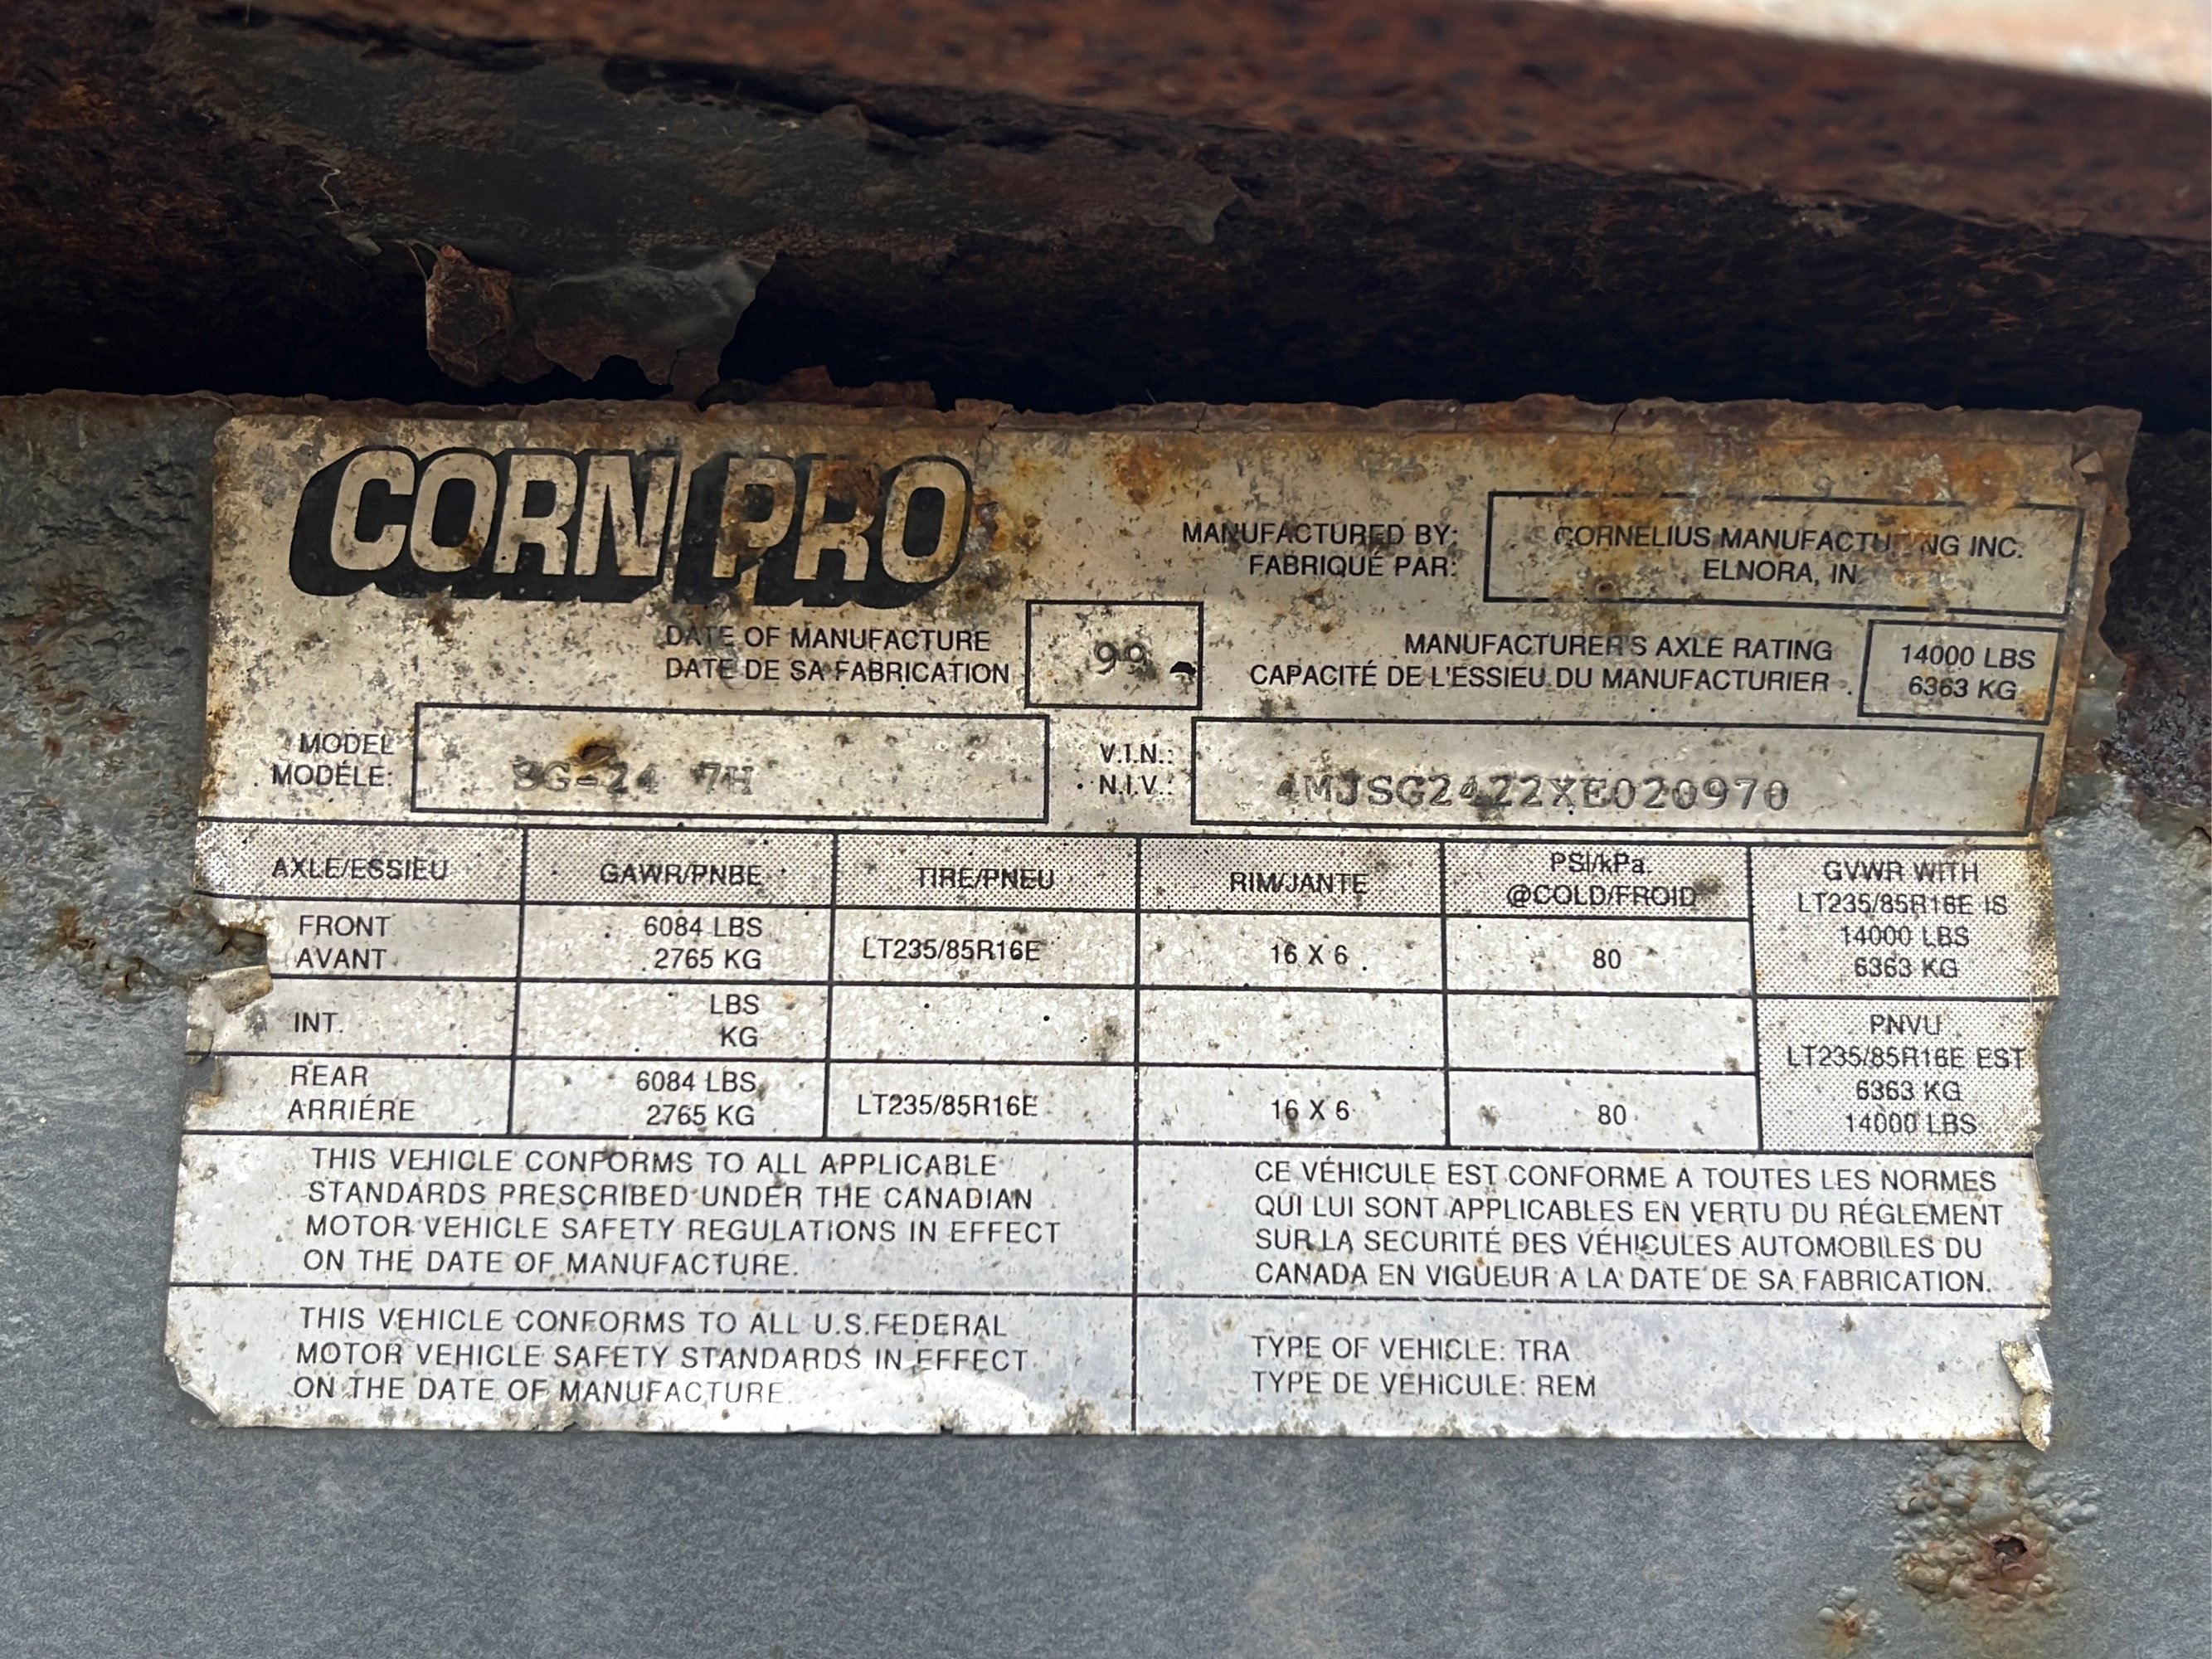 CORN PRO
MANUFACTURED BY:
FABRIQUÉ PAR:
CORNELIUS INC.
ELNORA, IN
DATE OF MANUFACTURE
DATE DE SA FABRICATION
99
MANUFACTURER'S AXLE RATING
CAPACITÉ DE L'ESSIEU DU MANUFACTURIER
14000 LBS
6363 KG
MODEL
MODÉLE:
SG-24 7H
V.I.N.:
N.I.V.:
4MJSG2422XE020970
AXLE/ESSIEU
GAWR/PNBE
TIRE/PNEU
RIM/JANTE
PSI/kPa
@COLD/FROID
GVWR WITH
LT235/85R16E IS
14000 LBS
6363 KG
FRONT
AVANT
6084 LBS
2765 KG
LT235/85R16E
16 X 6
80
INT.
LBS
KG
PNVU
LT235/85R16E EST
6363 KG
14000 LBS
REAR
ARRIÉRE
6084 LBS
2765 KG
LT235/85R16E
16 X 6
80
THIS VEHICLE CONFORMS TO ALL APPLICABLE
STANDARDS PRESCRIBED UNDER THE CANADIAN
MOTOR VEHICLE SAFETY REGULATIONS IN EFFECT
ON THE DATE OF MANUFACTURE.
CE VÉHICULE EST CONFORME A TOUTES LES NORMES
QUI LUI SONT APPLICABLES EN VERTU DU RÉGLEMENT
SUR LA SECURITÉ DES VÉHICULES AUTOMOBILES DU
CANADA EN VIGUEUR A LA DATE DE SA FABRICATION.
THIS VEHICLE CONFORMS TO ALL U.S.FEDERAL
MOTOR VEHICLE SAFETY STANDARDS IN EFFECT
ON THE DATE OF MANUFACTURE.
TYPE OF VEHICLE: TRA
TYPE DE VÉHICULE: REM